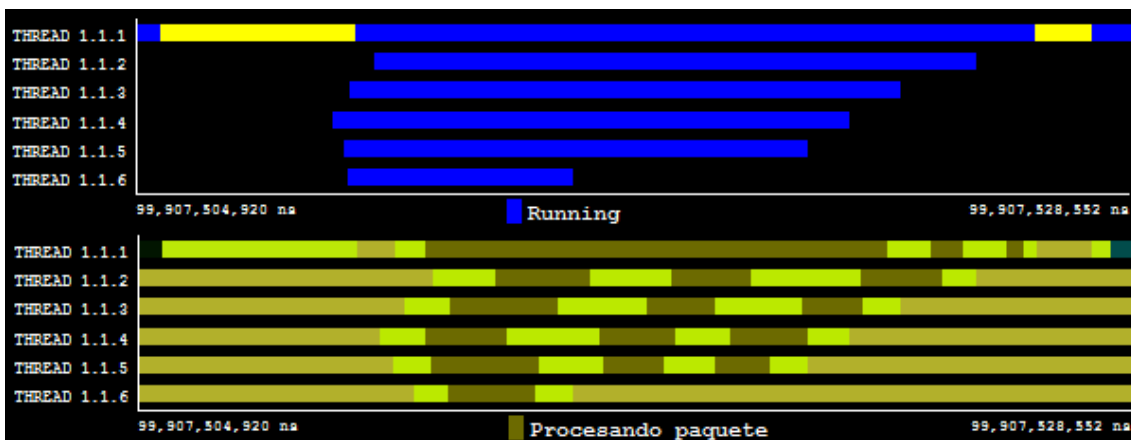 THREAD 1.1.1
THREAD 1.1.2
THREAD 1.1.3
THREAD 1.1.4
THREAD 1.1.5
THREAD 1.1.6
99,907,504,920 ns Running 99,907,528,552 ns
THREAD 1.1.1
THREAD 1.1.2
THREAD 1.1.3
THREAD 1.1.4
THREAD 1.1.5
THREAD 1.1.6
99,907,504,920 ns Procesando paquete 99,907,528,552 ns